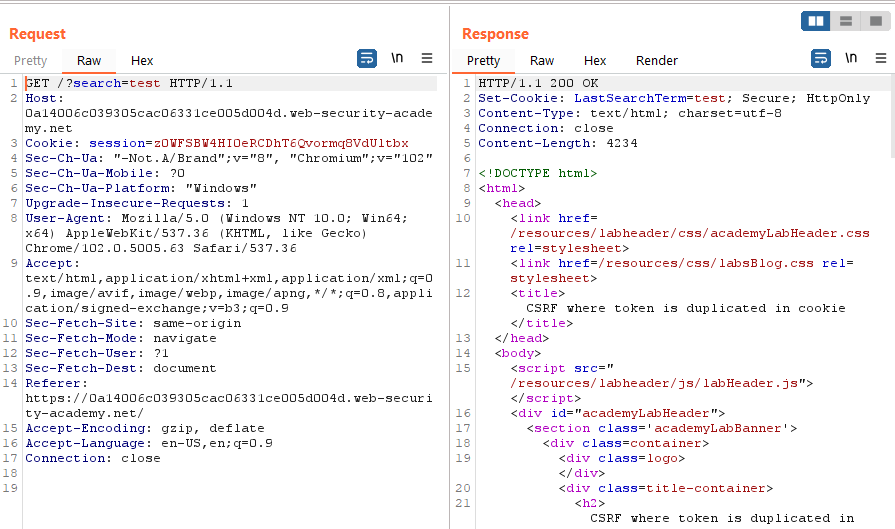 Request
Pretty Raw Hex
\n
1 GET /?search=test HTTP/1.1
2 Host:
0a14006c039305cac06331ce005d004d.web-security-acade
my.net
3 Cookie: session=z0WFSBW4HI0eRCDhT6Qvormq8VdUltbx
4 Sec-Ch-Ua: "-Not.A/Brand";v="8", "Chromium";v="102"
5 Sec-Ch-Ua-Mobile: ?0
6 Sec-Ch-Ua-Platform: "Windows"
7 Upgrade-Insecure-Requests: 1
8 User-Agent: Mozilla/5.0 (Windows NT 10.0; Win64;
x64) AppleWebKit/537.36 (KHTML, like Gecko)
Chrome/102.0.5005.63 Safari/537.36
9 Accept:
text/html,application/xhtml+xml,application/xml;q=0
.9,image/avif,image/webp,image/apng,*/*;q=0.8,appli
cation/signed-exchange;v=b3;q=0.9
10 Sec-Fetch-Site: same-origin
11 Sec-Fetch-Mode: navigate
12 Sec-Fetch-User: ?1
13 Sec-Fetch-Dest: document
14 Referer:
https://0a14006c039305cac06331ce005d004d.web-securi
ty-academy.net/
15 Accept-Encoding: gzip, deflate
16 Accept-Language: en-US,en;q=0.9
17 Connection: close
18
19
Response
Pretty Raw Hex Render
\n
1 HTTP/1.1 200 OK
2 Set-Cookie: LastSearchTerm=test; Secure; HttpOnly
3 Content-Type: text/html; charset=utf-8
4 Connection: close
5 Content-Length: 4234
6
7 <!DOCTYPE html>
8 <html>
9 <head>
10 <link href=
/resources/labheader/css/academyLabHeader.css
rel=stylesheet>
11 <link href=/resources/css/labsBlog.css rel=
stylesheet>
12 <title>
CSRF where token is duplicated in cookie
</title>
13 </head>
14 <body>
15 <script src="
/resources/labheader/js/labHeader.js">
</script>
16 <div id="academyLabHeader">
17 <section class='academyLabBanner'>
18 <div class=container>
19 <div class=logo>
</div>
20 <div class=title-container>
21 <h2>
CSRF where token is duplicated in